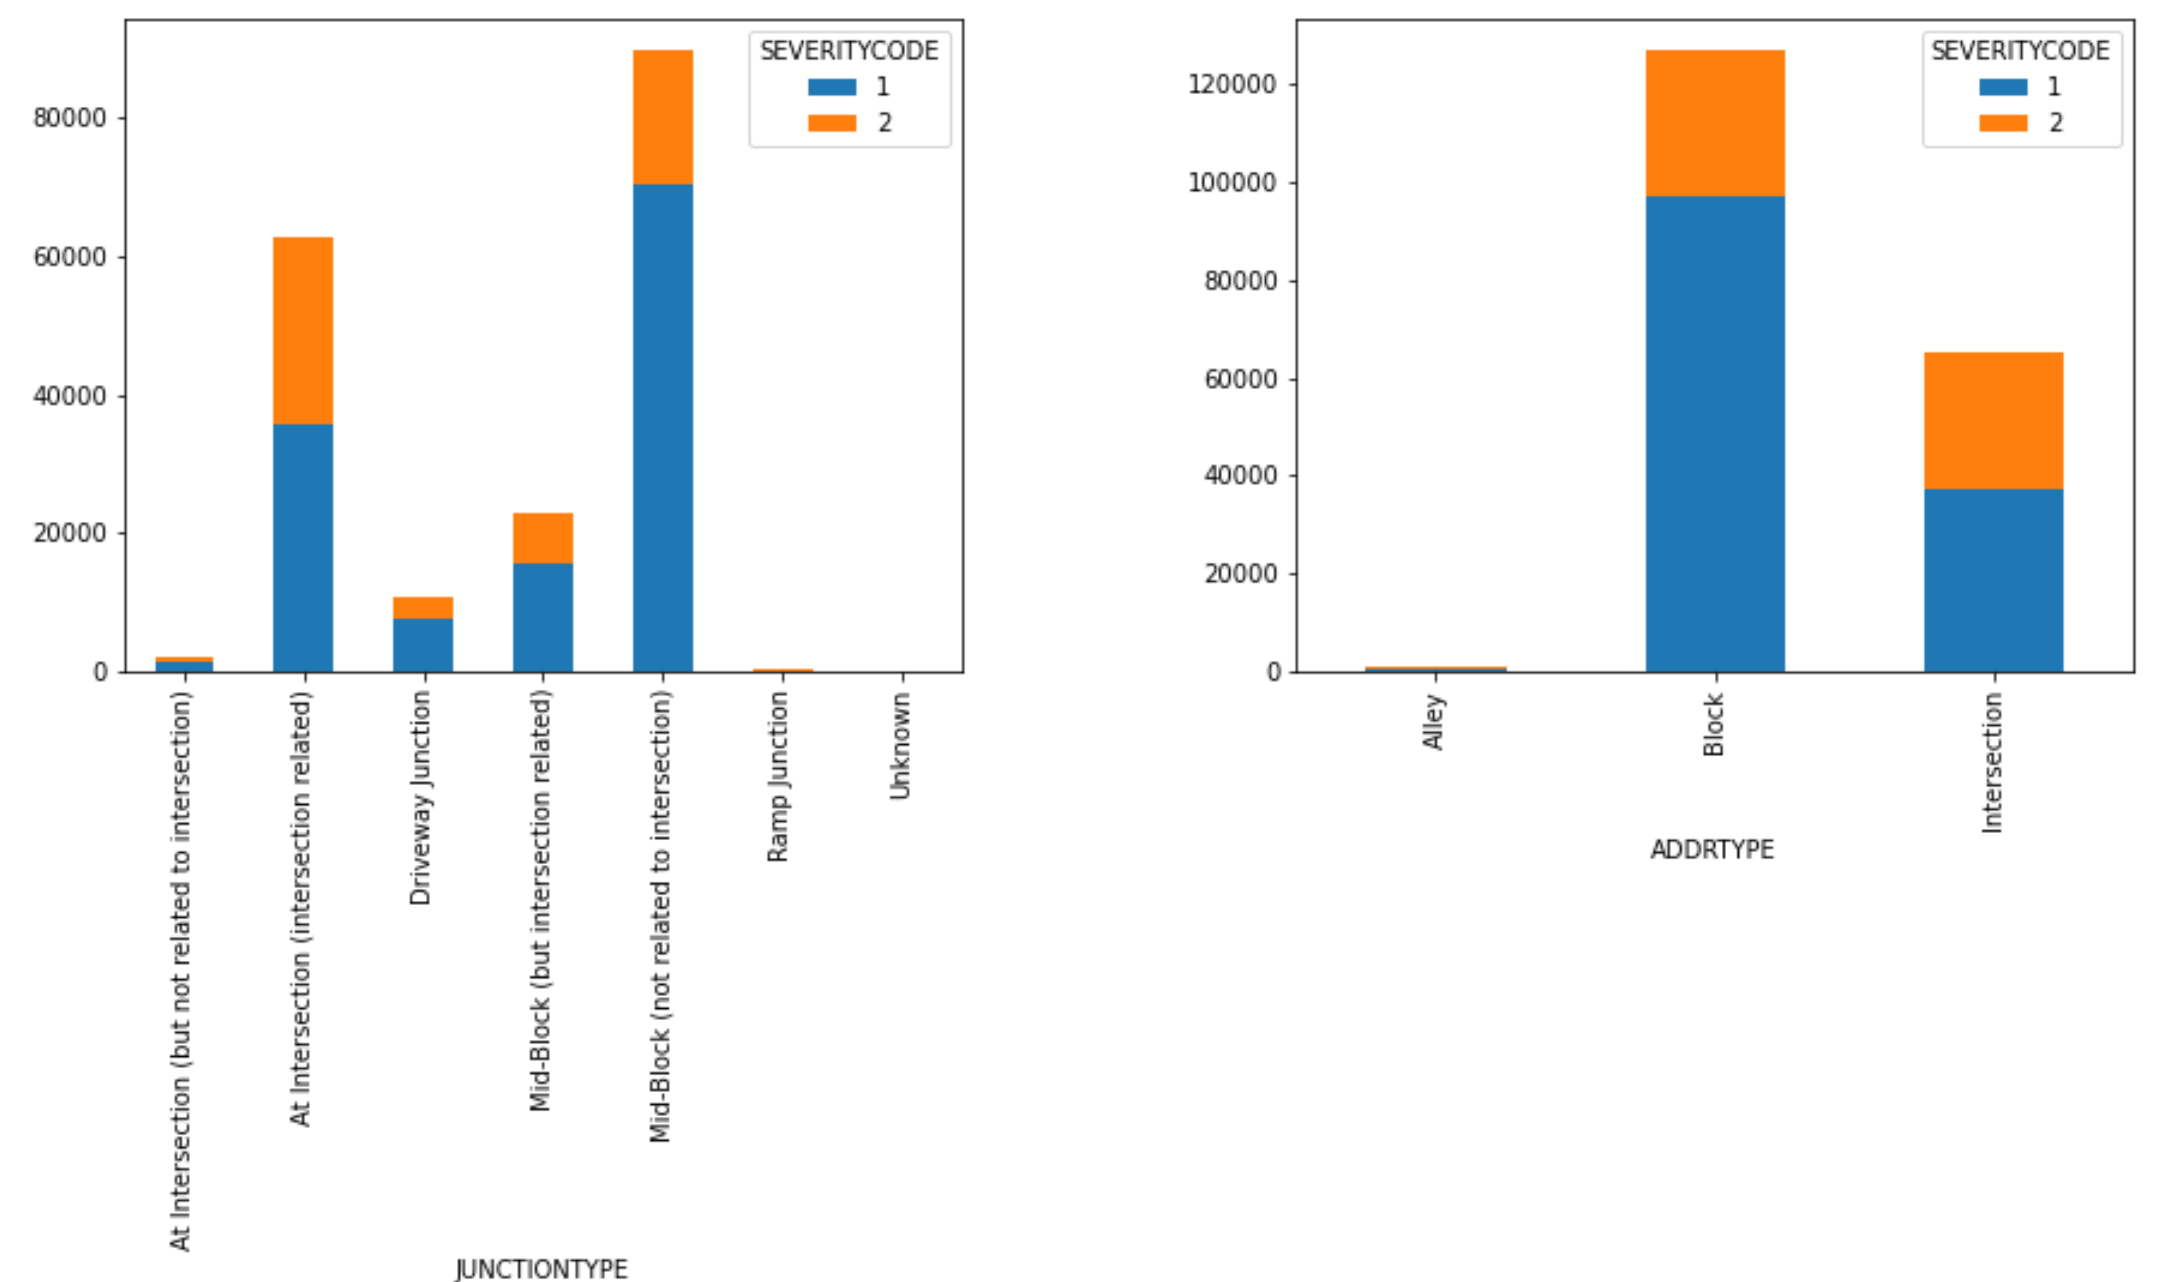 SEVERITYCODE
1
2
80000
60000
40000
20000
0
At Intersection (but not related to intersection)
At Intersection (intersection related)
Driveway Junction
Mid-Block (but intersection related)
Mid-Block (not related to intersection)
Ramp Junction
Unknown
JUNCTIONTYPE
SEVERITYCODE
1
2
120000
100000
80000
60000
40000
20000
0
Alley
Block
Intersection
ADDRTYPE